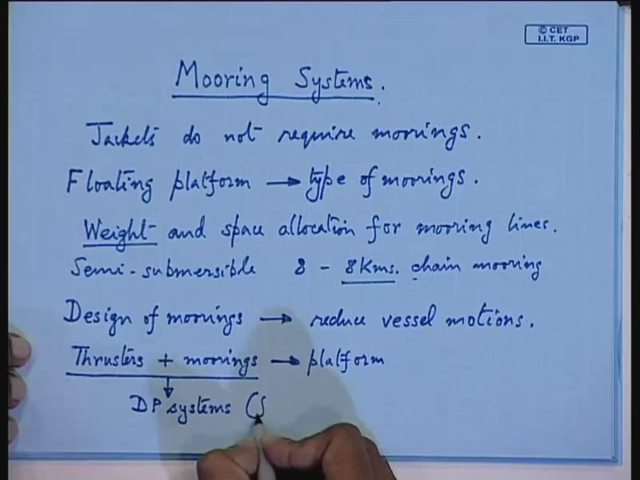 © CET
I.I.T. KGP
Mooring Systems.
Jackets do not require moorings.
Floating platform → type of moorings.
Weight and space allocation for mooring lines.
Semi-submersible 8 - 8Kms. chain mooring
Design of moorings → reduce vessel motions.
Thrusters + moorings → platform
DP systems (S